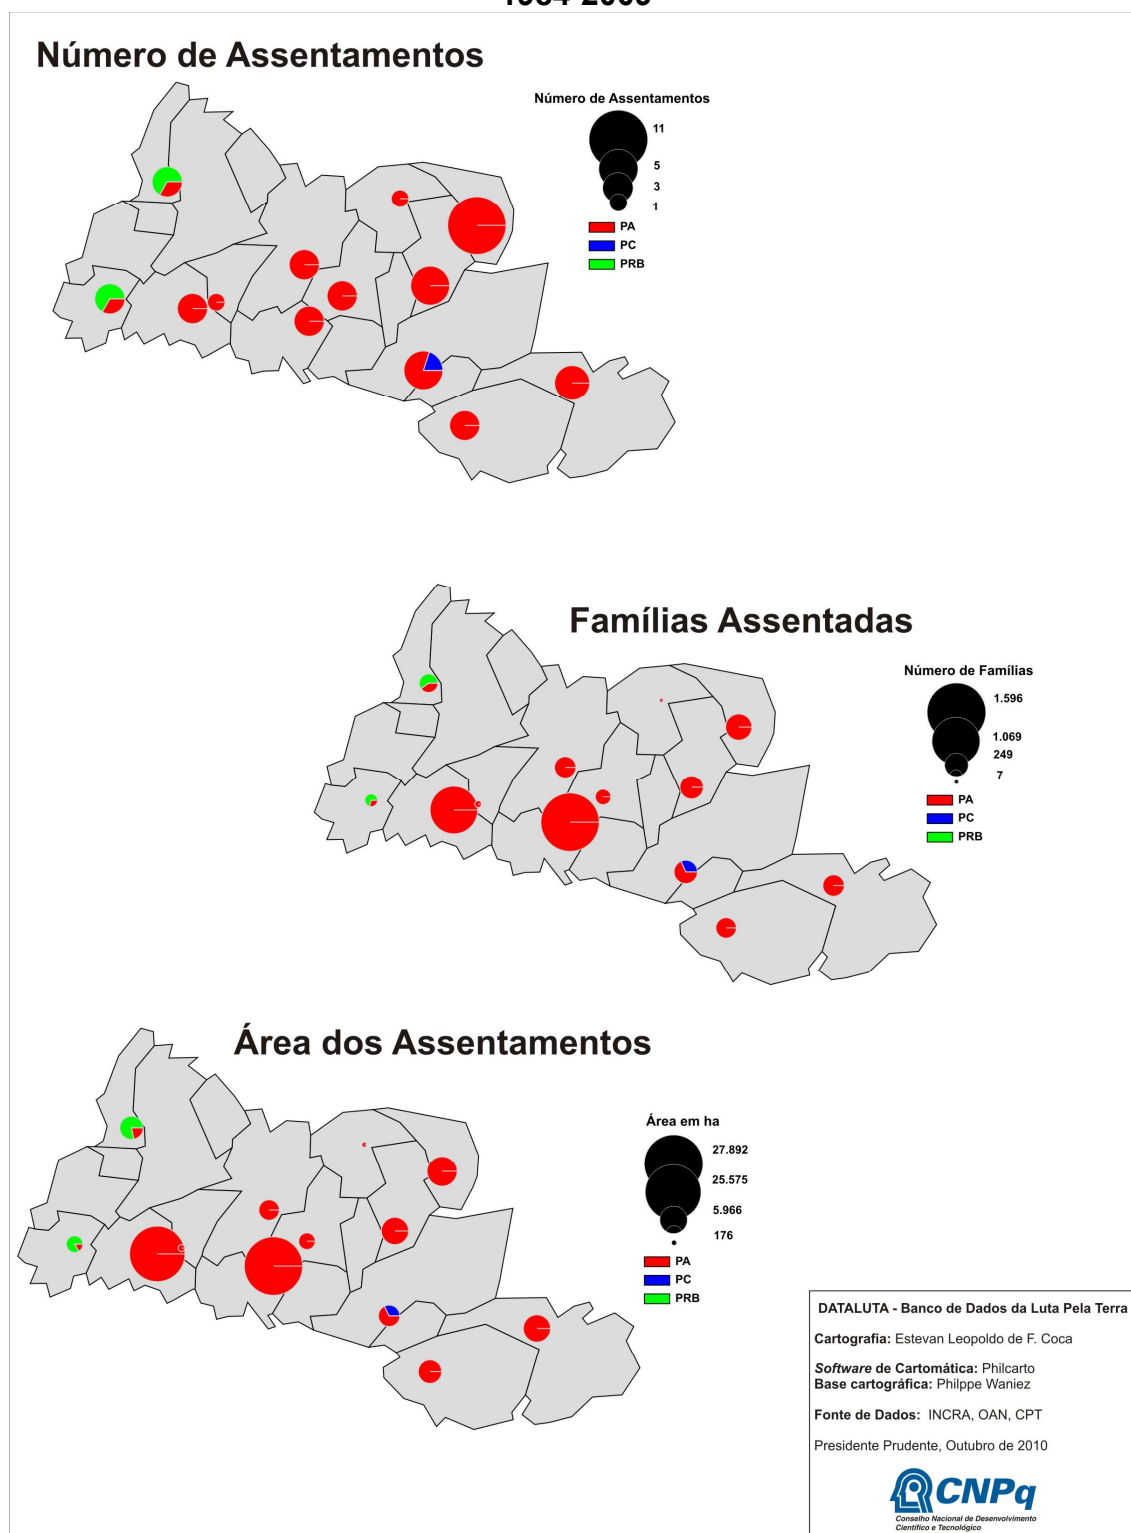 Número de Assentamentos
Número de Assentamentos
11
5
3
1
PA
PC
PRB
Famílias Assentadas
Número de Famílias
1.596
1.069
249
7
PA
PC
PRB
Área dos Assentamentos
Área em ha
27.892
25.575
5.966
176
PA
PC
PRB
DATALUTA - Banco de Dados da Luta Pela Terra
Cartografia: Estevan Leopoldo de F. Coca
Software de Cartomática: Philcarto
Base cartográfica: Philppe Waniez
Fonte de Dados: INCRA, OAN, CPT
Presidente Prudente, Outubro de 2010
CNPq
Conselho Nacional de Desenvolvimento
Científico e Tecnológico